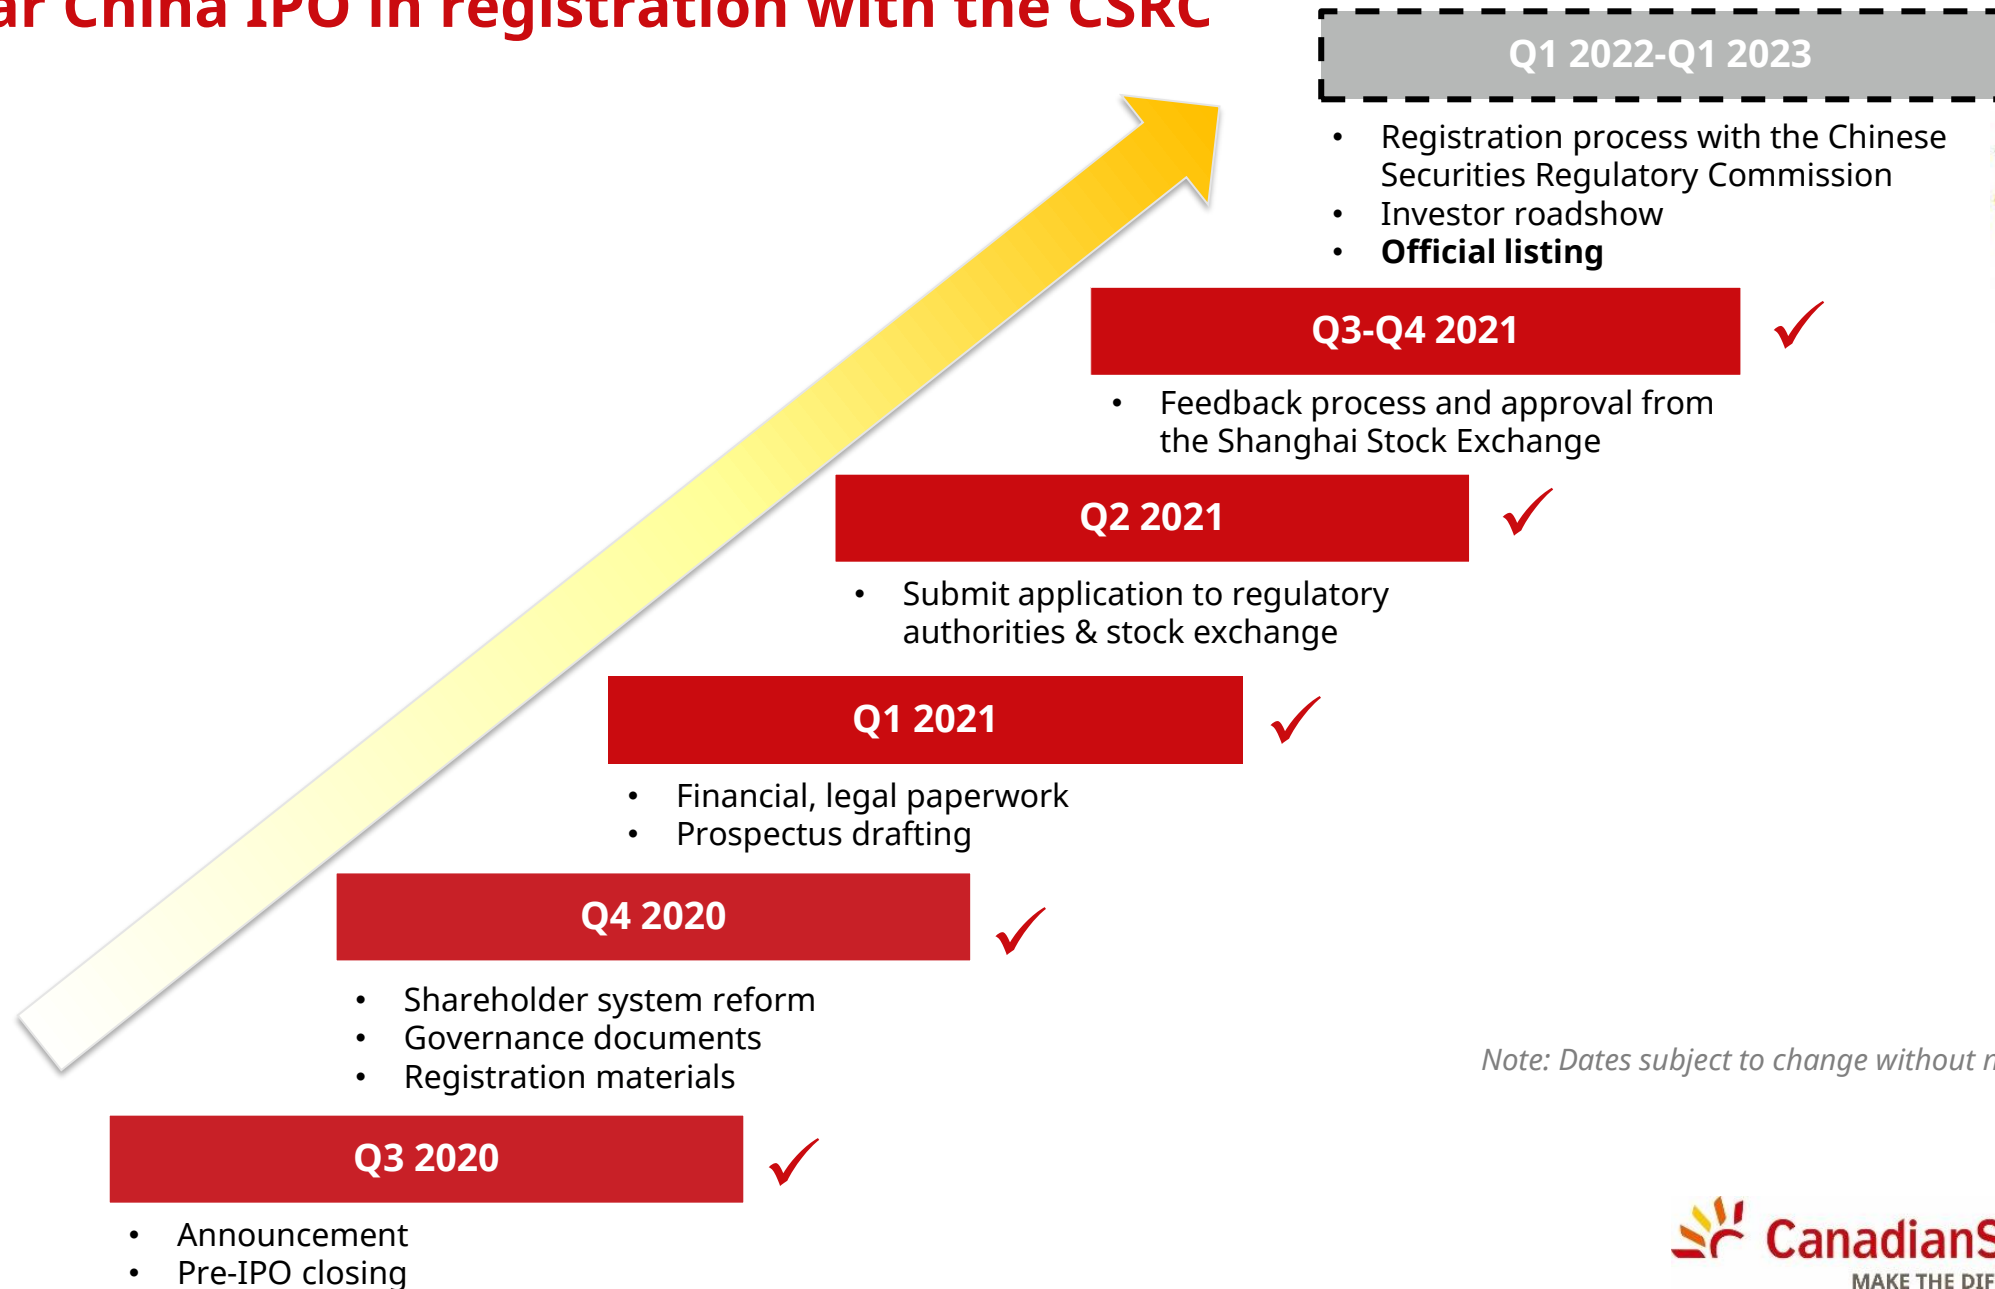 ar China IPO in registration with the CSRC
Q1 2022-Q1 2023
• Registration process with the Chinese
Securities Regulatory Commission
• Investor roadshow
• Official listing
Q3-Q4 2021
• Feedback process and approval from
the Shanghai Stock Exchange
Q2 2021
• Submit application to regulatory
authorities & stock exchange
Q1 2021
• Financial, legal paperwork
• Prospectus drafting
Q4 2020
• Shareholder system reform
• Governance documents
• Registration materials
Note: Dates subject to change without n
Q3 2020
• Announcement
• Pre-IPO closing
CanadianS
MAKE THE DIF